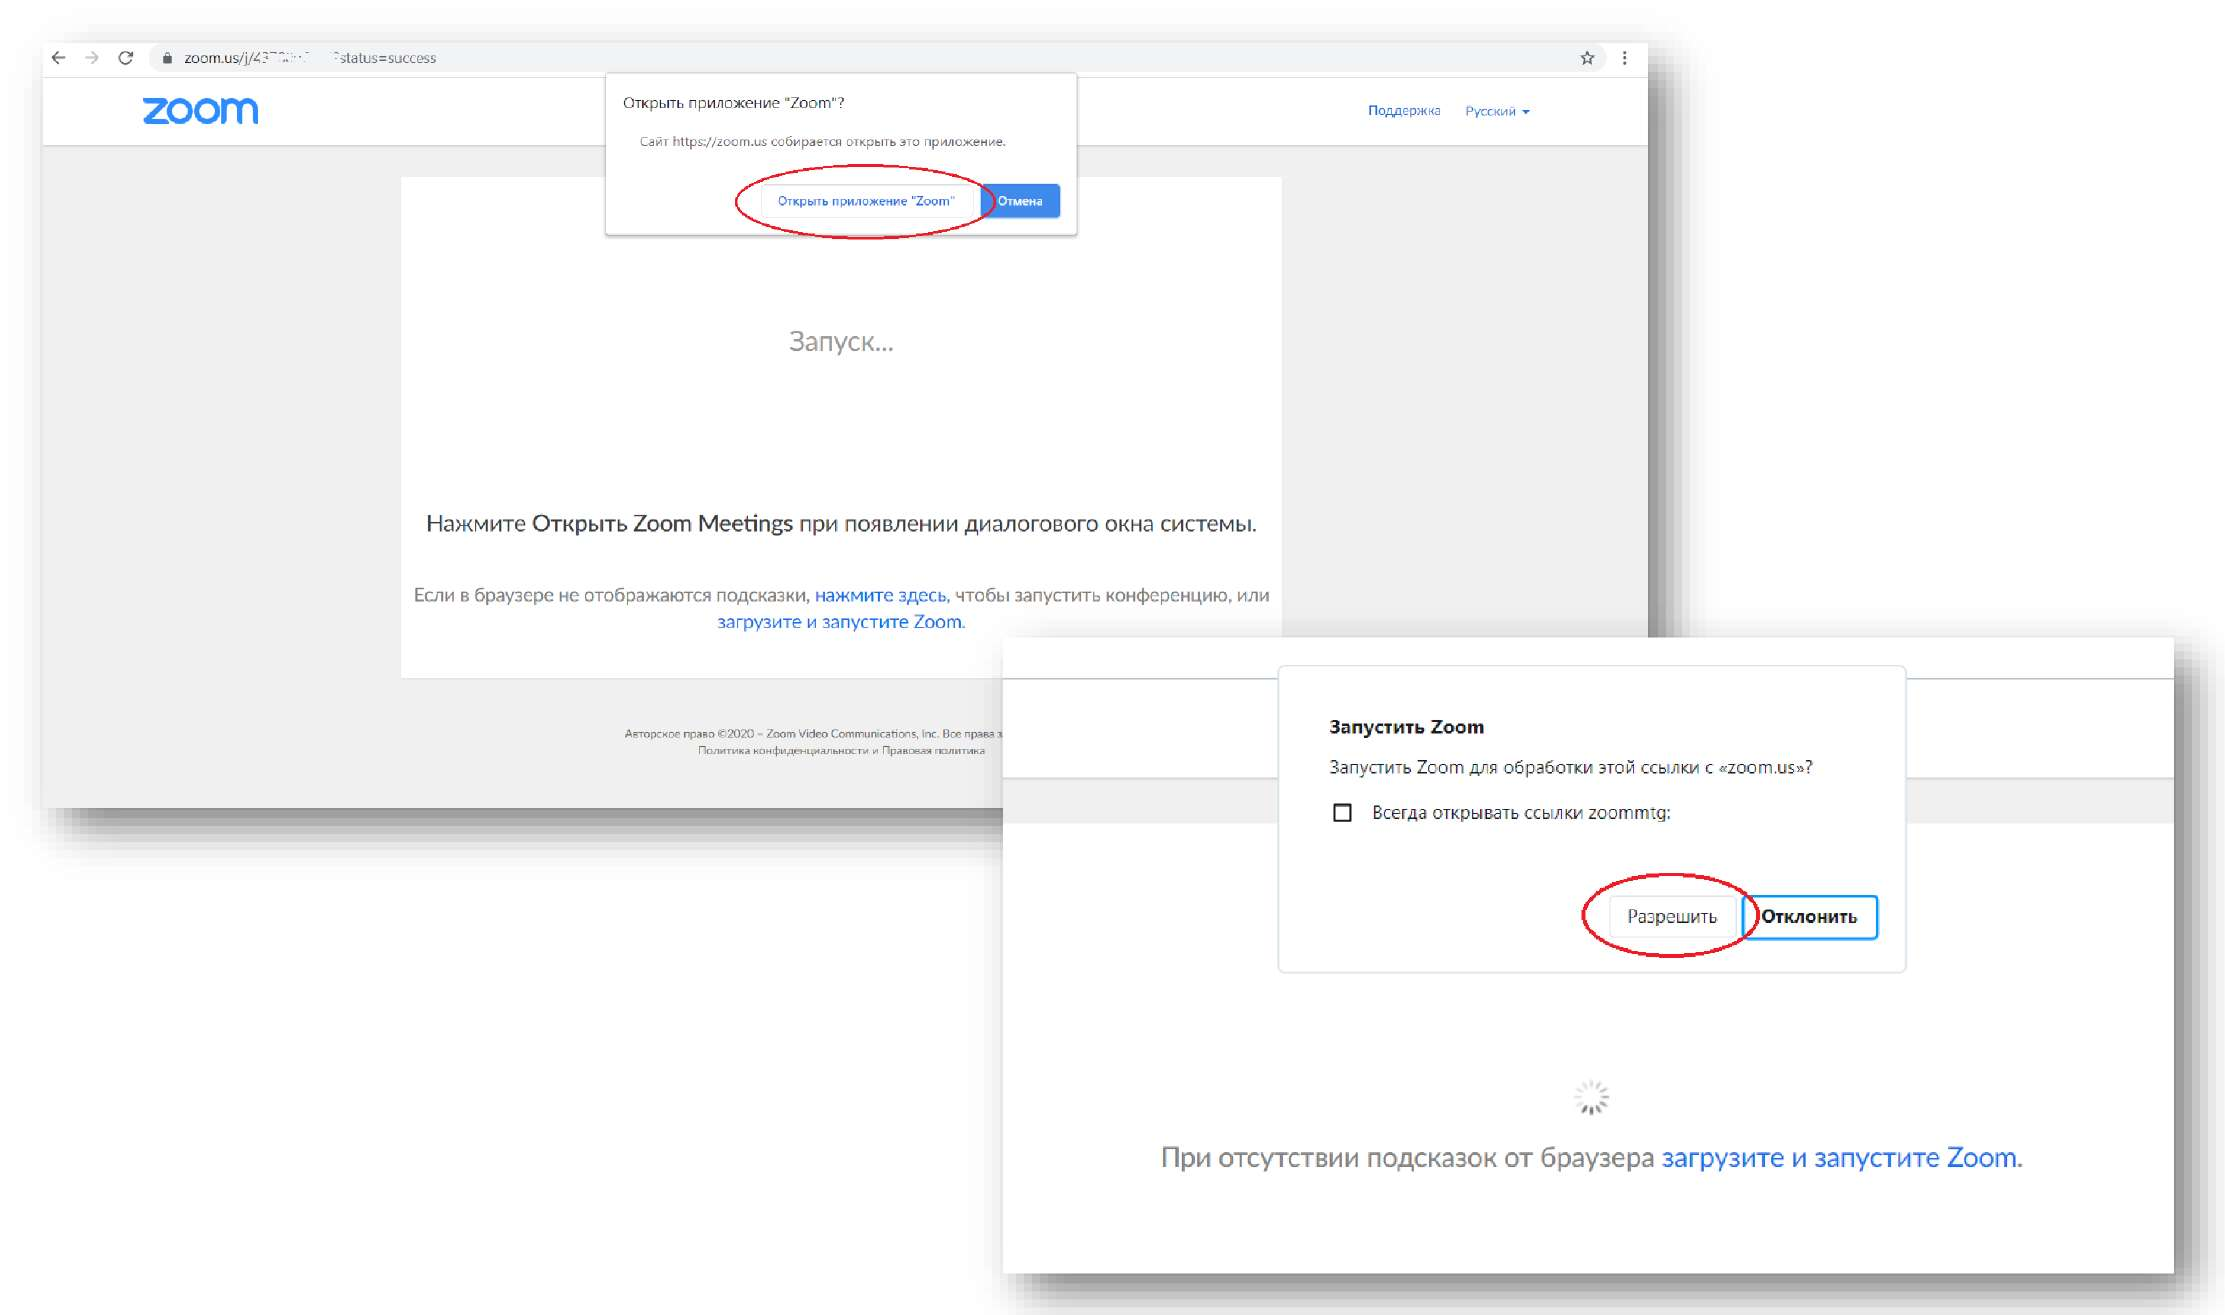 zoom.us/j/43 status=success
zoom
Поддержка Русский
Открыть приложение "Zoom"?
Сайт https://zoom.us собирается открыть это приложение.
Открыть приложение "Zoom" Отмена
Запуск...
Нажмите Открыть Zoom Meetings при появлении диалогового окна системы.
Если в браузере не отображаются подсказки, нажмите здесь, чтобы запустить конференцию, или
загрузите и запустите Zoom.
Авторское право ©2020 – Zoom Video Communications, Inc. Все права з
Политика конфиденциальности и Правовая политика
Запустить Zoom
Запустить Zoom для обработки этой ссылки с «zoom.us»?
Всегда открывать ссылки zoommtg:
Разрешить Отклонить
При отсутствии подсказок от браузера загрузите и запустите Zoom.